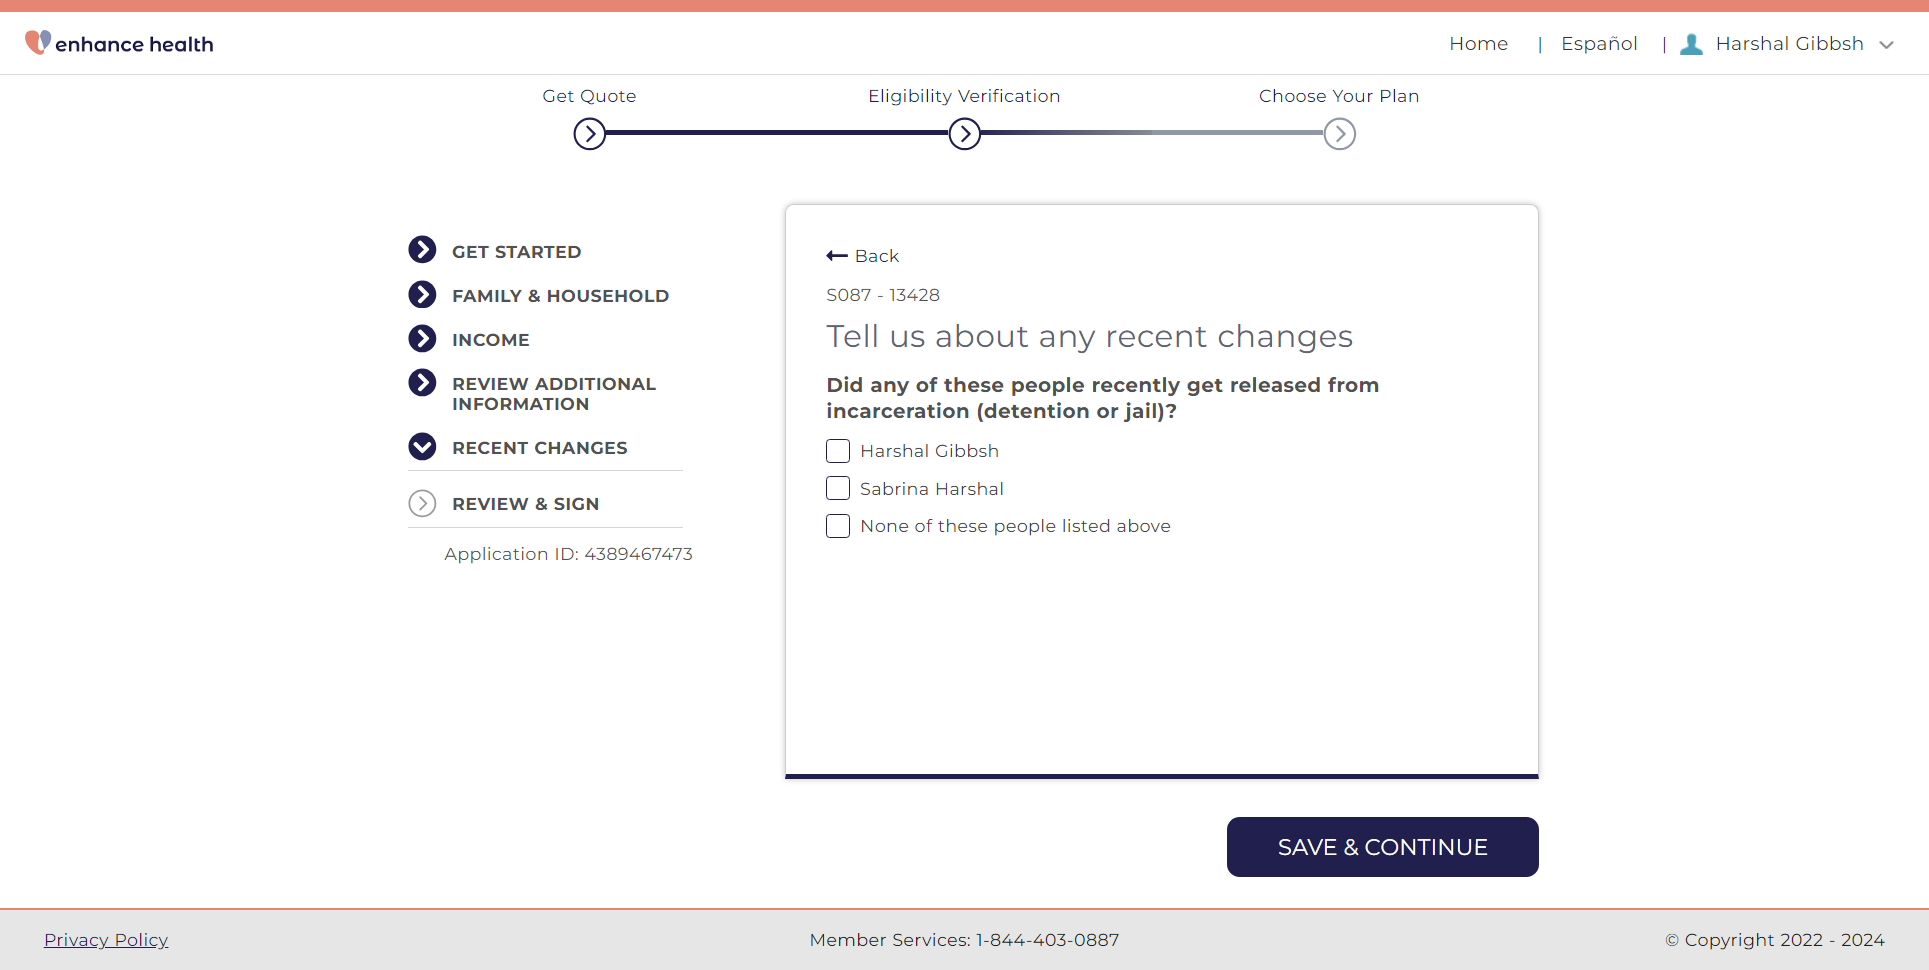 enhance health
Home | Español | Harshal Gibbsh
Get Quote
Eligibility Verification
Choose Your Plan
GET STARTED
FAMILY & HOUSEHOLD
INCOME
REVIEW ADDITIONAL
INFORMATION
RECENT CHANGES
REVIEW & SIGN
Application ID: 4389467473
Back
S087 - 13428
Tell us about any recent changes
Did any of these people recently get released from
incarceration (detention or jail)?
Harshal Gibbsh
Sabrina Harshal
None of these people listed above
SAVE & CONTINUE
Privacy Policy
Member Services: 1-844-403-0887
© Copyright 2022 - 2024